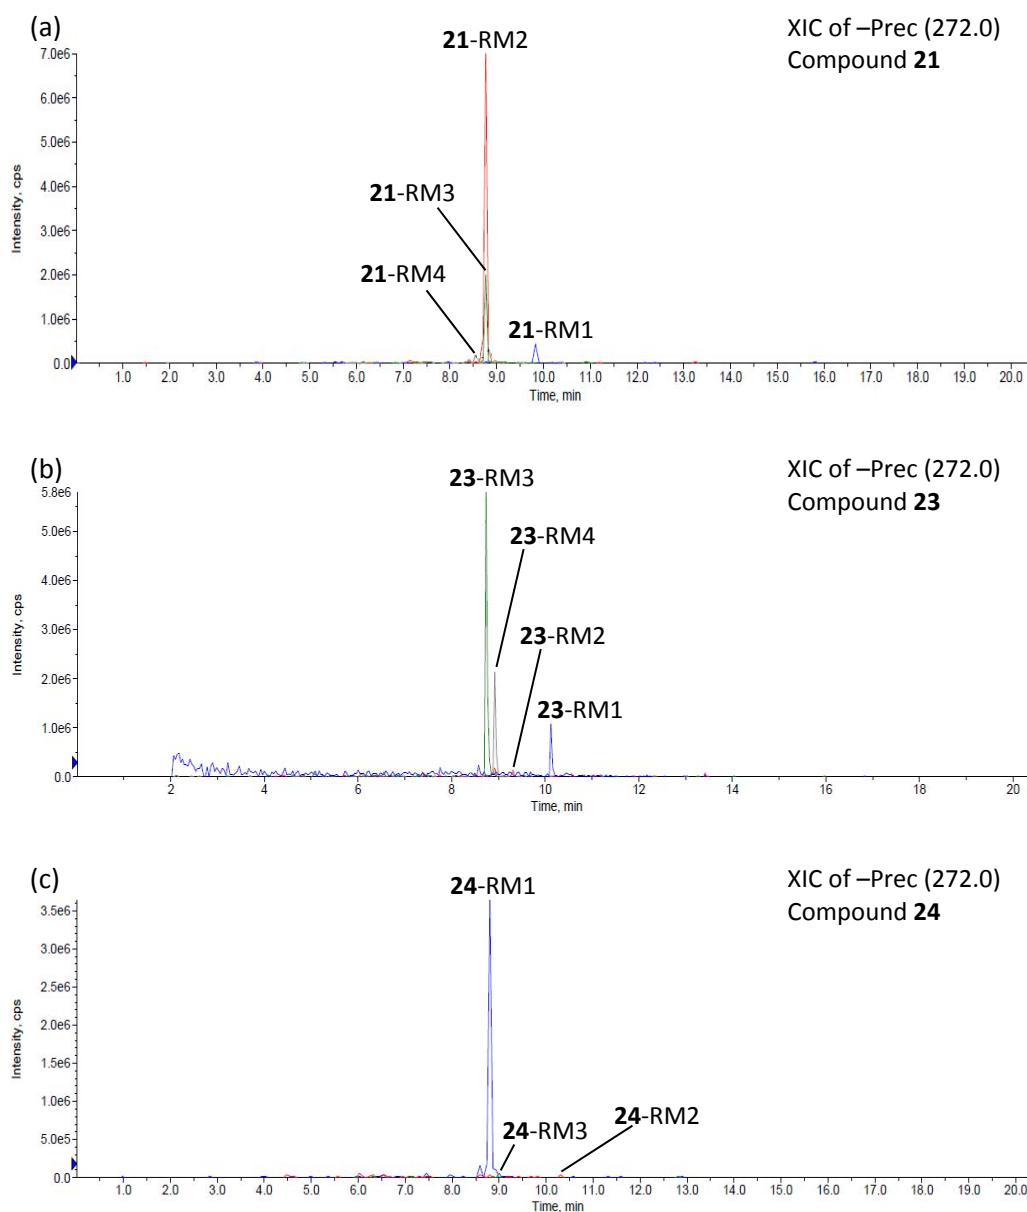 (a)
XIC of –Prec (272.0)
Compound 21
21-RM2
21-RM3
21-RM4
21-RM1
Intensity, cps
7.0e6
6.0e6
5.0e6
4.0e6
3.0e6
2.0e6
1.0e6
0.0
1.0 2.0 3.0 4.0 5.0 6.0 7.0 8.0 9.0 10.0 11.0 12.0 13.0 14.0 15.0 16.0 17.0 18.0 19.0 20.0
Time, min
(b)
XIC of –Prec (272.0)
Compound 23
23-RM3
23-RM4
23-RM2
23-RM1
Intensity, cps
5.8e6
5.0e6
4.0e6
3.0e6
2.0e6
1.0e6
0.0
2 4 6 8 10 12 14 16 18 20
Time, min
(c)
XIC of –Prec (272.0)
Compound 24
24-RM1
24-RM3
24-RM2
Intensity, cps
3.5e6
3.0e6
2.5e6
2.0e6
1.5e6
1.0e6
5.0e5
0.0
1.0 2.0 3.0 4.0 5.0 6.0 7.0 8.0 9.0 10.0 11.0 12.0 13.0 14.0 15.0 16.0 17.0 18.0 19.0 20.0
Time, min